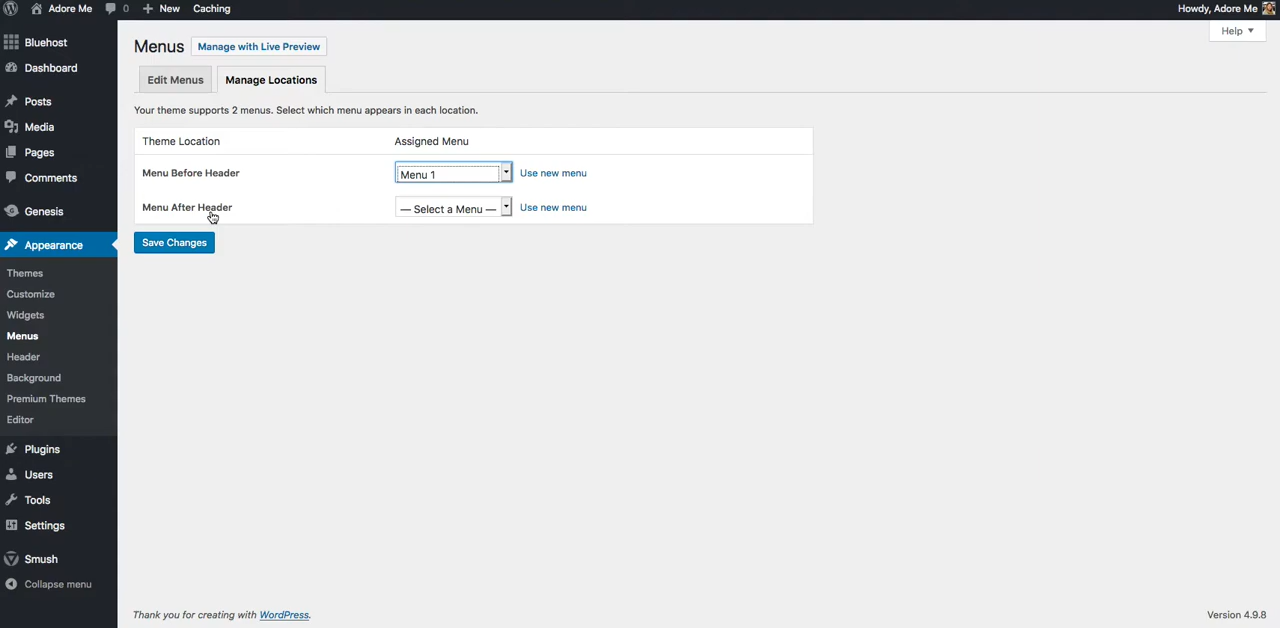 Adore Me 0 New Caching Howdy, Adore Me
Help
Bluehost
Dashboard
Posts
Media
Pages
Comments
Genesis
Appearance
Themes
Customize
Widgets
Menus
Header
Background
Premium Themes
Editor
Plugins
Users
Tools
Settings
Smush
Collapse menu
Menus Manage with Live Preview
Edit Menus Manage Locations
Your theme supports 2 menus. Select which menu appears in each location.
Theme Location Assigned Menu
Menu Before Header Menu 1 Use new menu
Menu After Header — Select a Menu — Use new menu
Save Changes
Thank you for creating with WordPress. Version 4.9.8